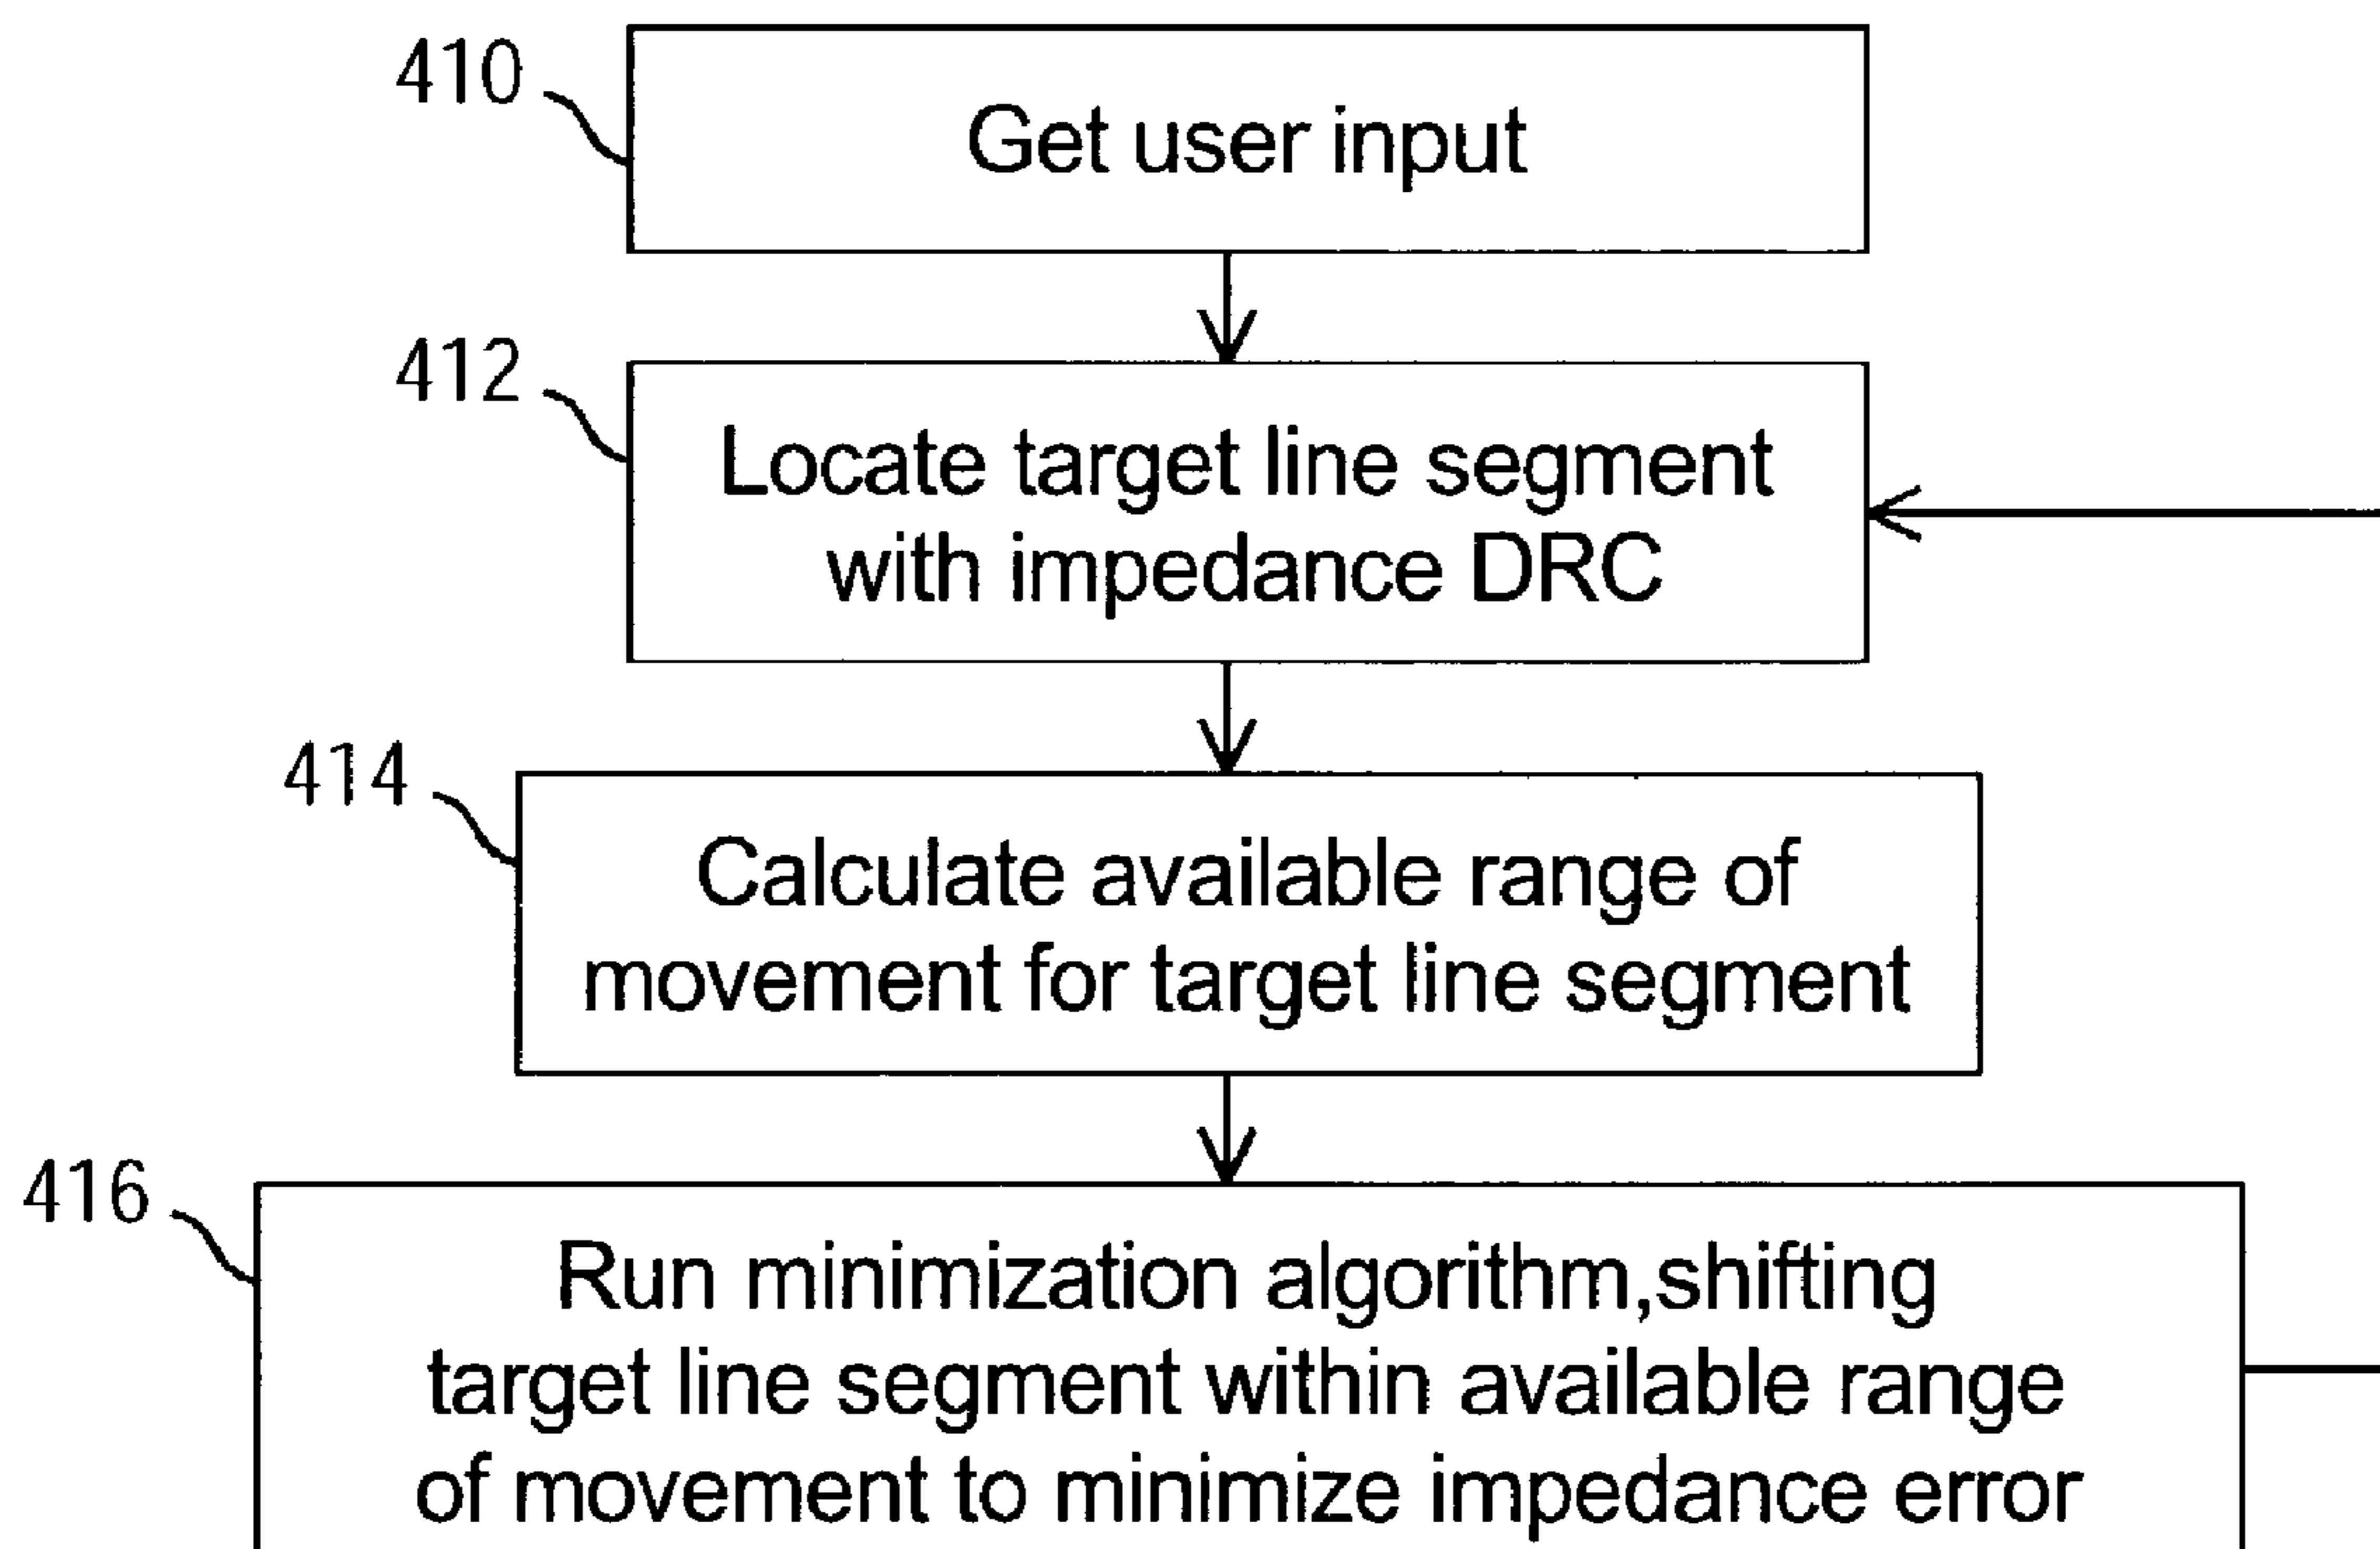 410
Get user input
412
Locate target line segment
with impedance DRC
414
Calculate available range of
movement for target line segment
416
Run minimization algorithm,shifting
target line segment within available range
of movement to minimize impedance error